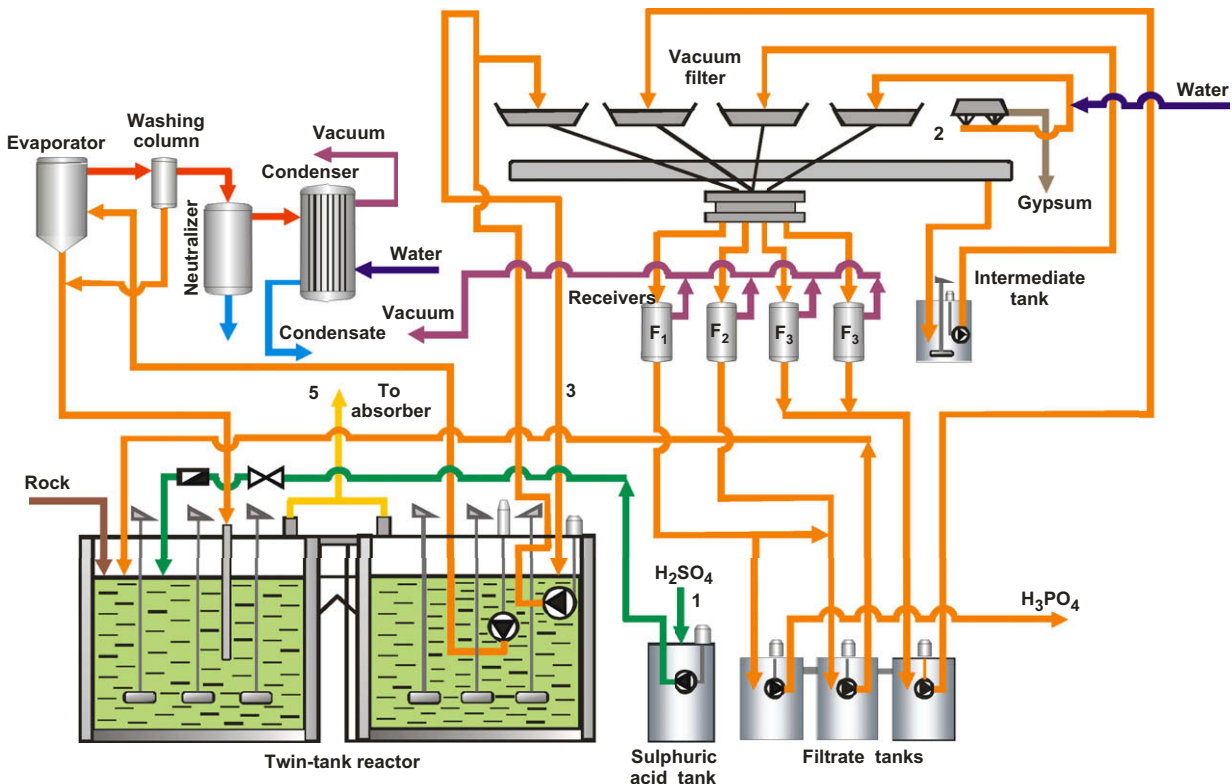 Vacuum
filter
Water
Washing
column
Vacuum
Evaporator
2
Condenser
Gypsum
Neutralizer
Water
Intermediate
tank
Receivers
Vacuum
Condensate
F1
F2
F3
F3
5
To
absorber
3
Rock
H2SO4
1
H3PO4
Twin-tank reactor
Sulphuric
acid tank
Filtrate tanks